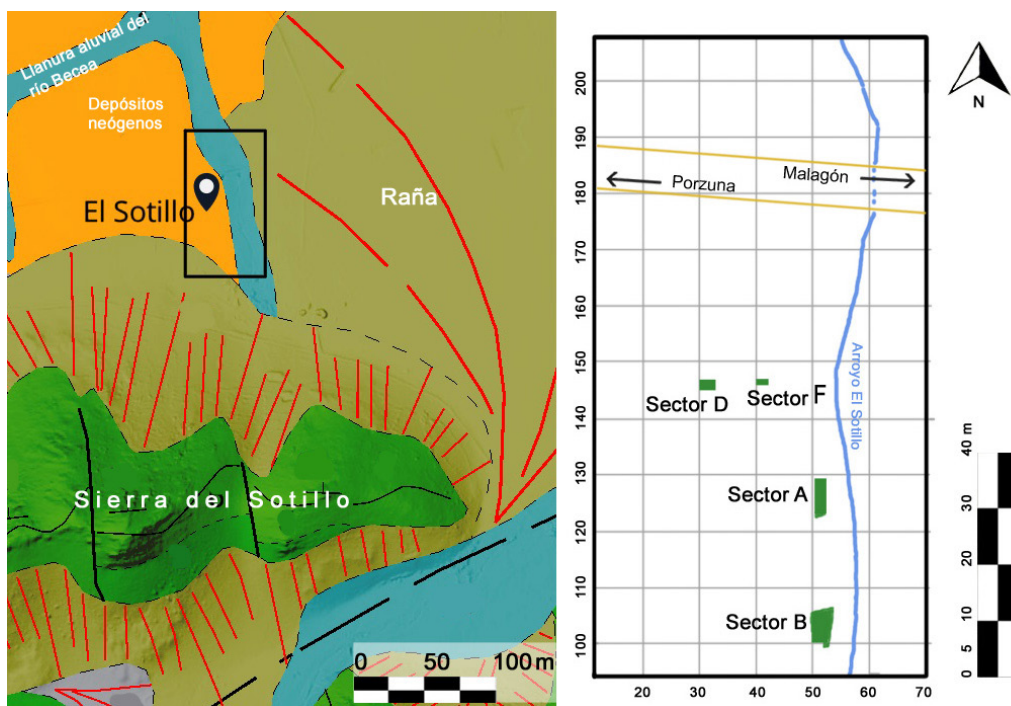 Llanura aluvial del
río Becea
Depósitos
neógenos
El Sotillo
Raña
Sierra del Sotillo
0 50 100 m
N
Porzuna
Malagón
Arroyo El Sotillo
Sector D
Sector F
Sector A
Sector B
200
190
180
170
160
150
140
130
120
110
104
100
20 30 40 50 60 70
40 m
30
20
10
5
0